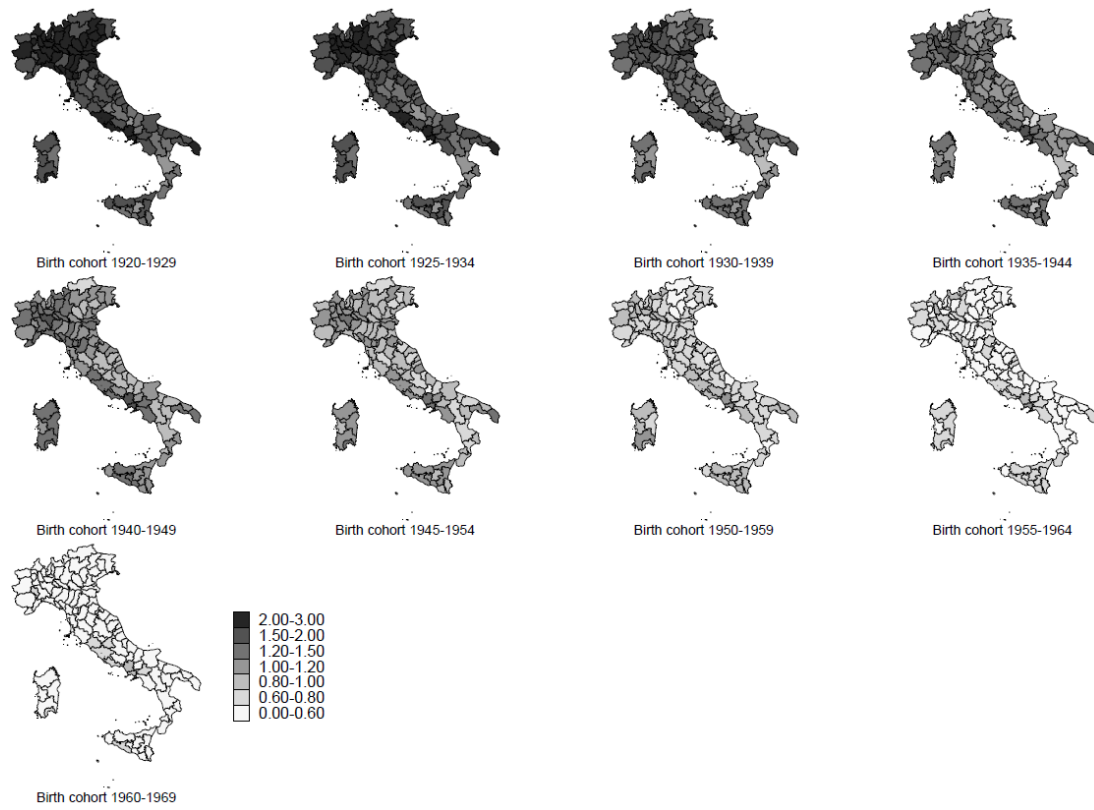 Birth cohort 1920-1929
Birth cohort 1925-1934
Birth cohort 1930-1939
Birth cohort 1935-1944
Birth cohort 1940-1949
Birth cohort 1945-1954
Birth cohort 1950-1959
Birth cohort 1955-1964
2.00-3.00
1.50-2.00
1.20-1.50
1.00-1.20
0.80-1.00
0.60-0.80
0.00-0.60
Birth cohort 1960-1969